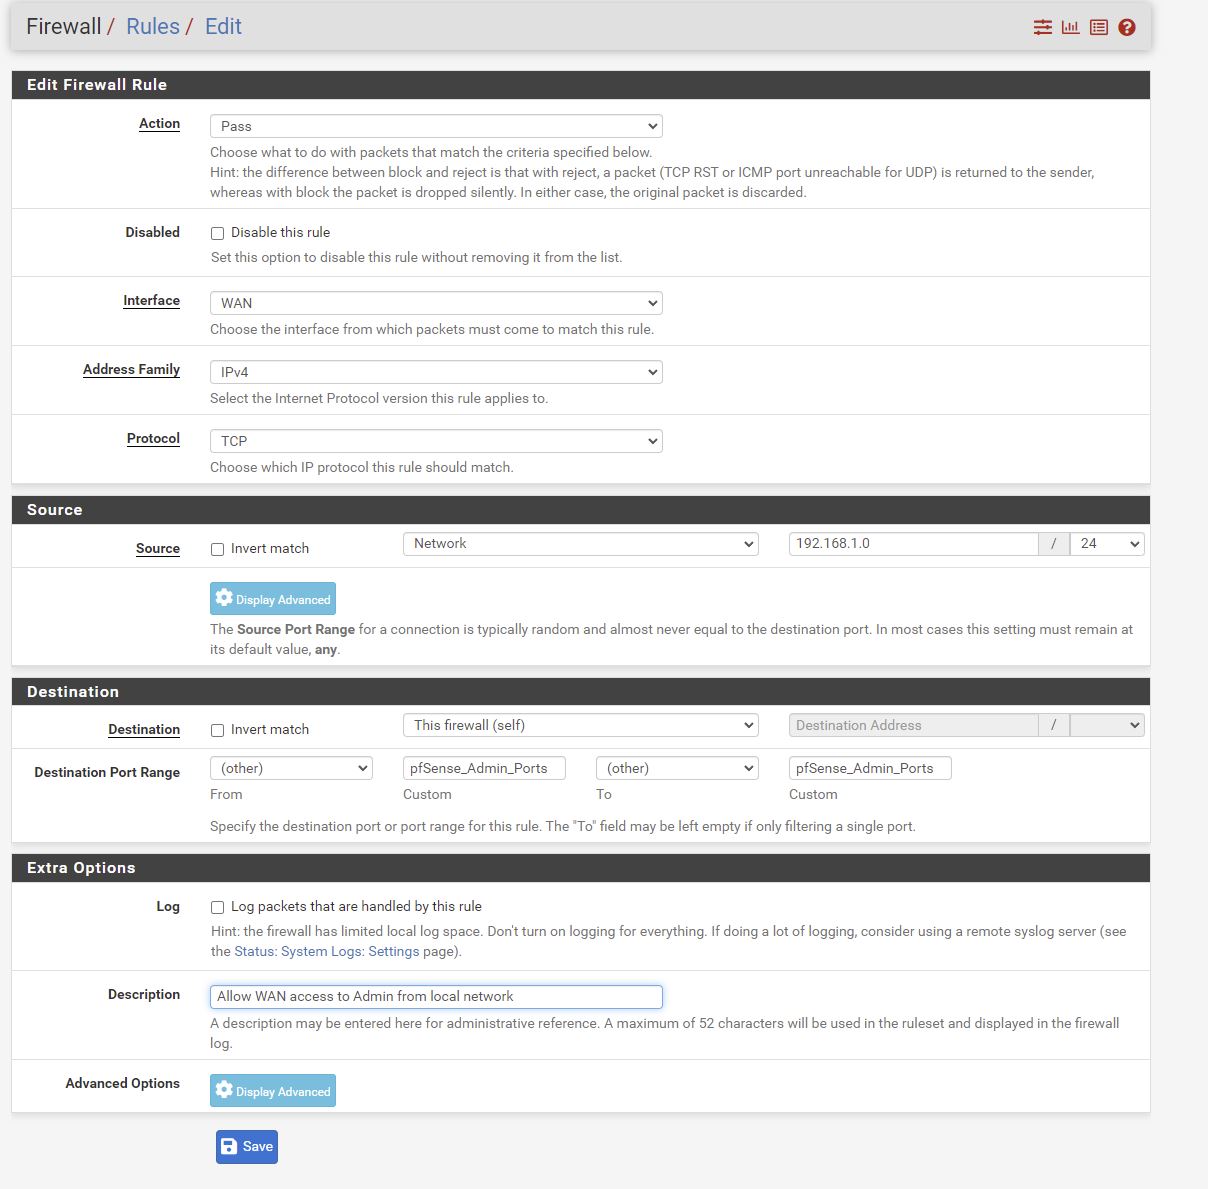 Firewall / Rules / Edit
Edit Firewall Rule
Action
Pass
Choose what to do with packets that match the criteria specified below.
Hint: the difference between block and reject is that with reject, a packet (TCP RST or ICMP port unreachable for UDP) is returned to the sender,
whereas with block the packet is dropped silently. In either case, the original packet is discarded.
Disabled
Disable this rule
Set this option to disable this rule without removing it from the list.
Interface
WAN
Choose the interface from which packets must come to match this rule.
Address Family
IPv4
Select the Internet Protocol version this rule applies to.
Protocol
TCP
Choose which IP protocol this rule should match.
Source
Source
Invert match
Network
192.168.1.0 / 24
Display Advanced
The Source Port Range for a connection is typically random and almost never equal to the destination port. In most cases this setting must remain at
its default value, any.
Destination
Destination
Invert match
This firewall (self)
Destination Address /
Destination Port Range
(other)
pfSense_Admin_Ports
(other)
pfSense_Admin_Ports
From
Custom
To
Custom
Specify the destination port or port range for this rule. The "To" field may be left empty if only filtering a single port.
Extra Options
Log
Log packets that are handled by this rule
Hint: the firewall has limited local log space. Don't turn on logging for everything. If doing a lot of logging, consider using a remote syslog server (see
the Status: System Logs: Settings page).
Description
Allow WAN access to Admin from local network
A description may be entered here for administrative reference. A maximum of 52 characters will be used in the ruleset and displayed in the firewall
log.
Advanced Options
Display Advanced
Save